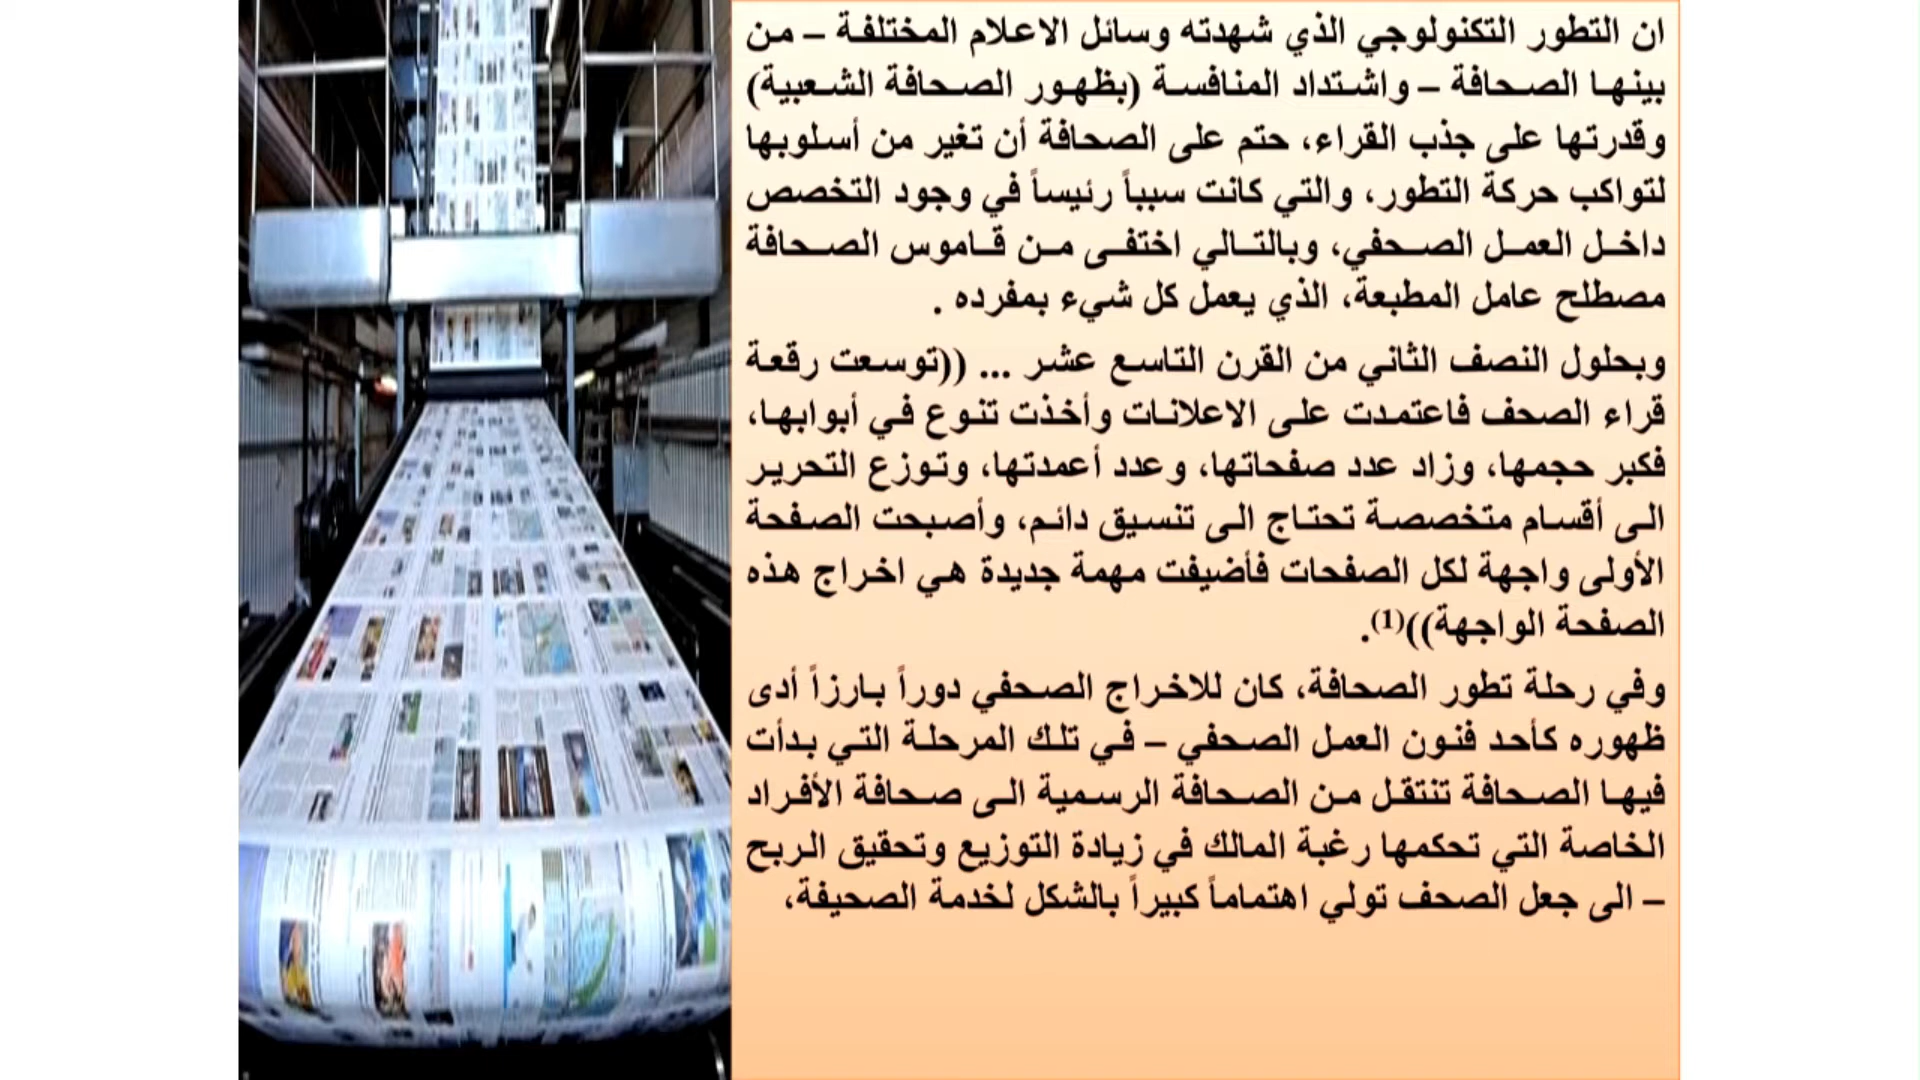 ان التطور التكنولوجي الذي شهدته وسائل الاعلام المختلفة – من
بينها الصحافة – واشتداد المنافسة (بظهور الصحافة الشعبية)
وقدرتها على جذب القراء، حتم على الصحافة أن تغير من أسلوبها
لتواكب حركة التطور، والتي كانت سبباً رئيساً في وجود التخصص
داخل العمل الصحفي، وبالتالي اختفى من قاموس الصحافة
مصطلح عامل المطبعة، الذي يعمل كل شيء بمفرده .
وبحلول النصف الثاني من القرن التاسع عشر ... ((توسعت رقعة
قراء الصحف فاعتمدت على الاعلانات وأخذت تنوع في أبوابها،
فكبر حجمها، وزاد عدد صفحاتها، وعدد أعمدتها، وتوزع التحرير
الى أقسام متخصصة تحتاج الى تنسيق دائم، وأصبحت الصفحة
الأولى واجهة لكل الصفحات فأضيفت مهمة جديدة هي اخراج هذه
الصفحة الواجهة))(1).
وفي رحلة تطور الصحافة، كان للاخراج الصحفي دوراً بارزاً أدى
ظهوره كأحد فنون العمل الصحفي – في تلك المرحلة التي بدأت
فيها الصحافة تنتقل من الصحافة الرسمية الى صحافة الأفراد
الخاصة التي تحكمها رغبة المالك في زيادة التوزيع وتحقيق الربح
– الى جعل الصحف تولي اهتماماً كبيراً بالشكل لخدمة الصحيفة،